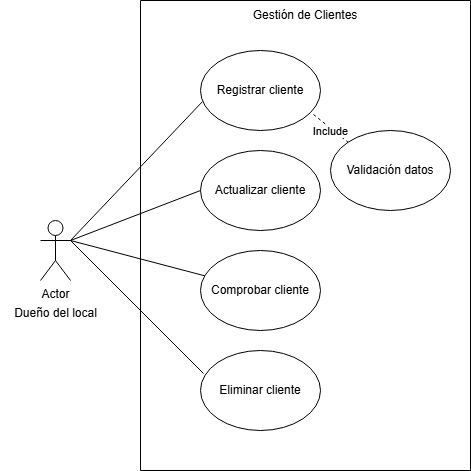 Gestión de Clientes
Registrar cliente
Include
Validación datos
Actualizar cliente
Actor
Dueño del local
Comprobar cliente
Eliminar cliente